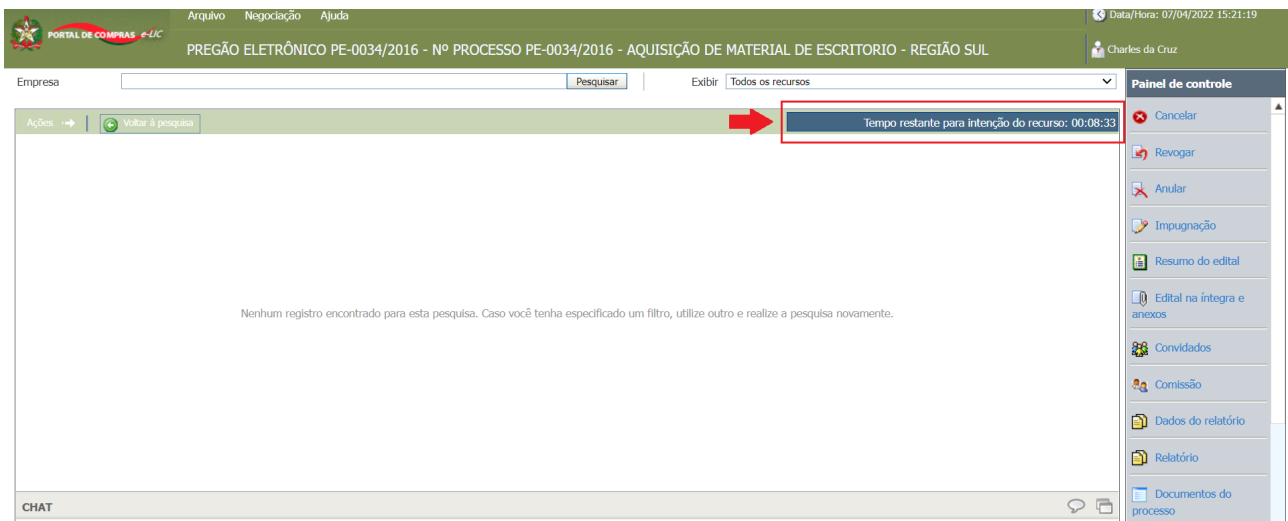 PORTAL DE COMPRAS e-LIC
Arquivo Negociação Ajuda
Data/Hora: 07/04/2022 15:21:19
PREGÃO ELETRÔNICO PE-0034/2016 - Nº PROCESSO PE-0034/2016 - AQUISIÇÃO DE MATERIAL DE ESCRITORIO - REGIÃO SUL
Charles da Cruz
Empresa Pesquisar Exibir Todos os recursos
Painel de controle
Ações Voltar à pesquisa
Tempo restante para intenção do recurso: 00:08:33
Cancelar
Revogar
Anular
Impugnação
Resumo do edital
Edital na íntegra e
anexos
Nenhum registro encontrado para esta pesquisa. Caso você tenha especificado um filtro, utilize outro e realize a pesquisa novamente.
Convidados
Comissão
Dados do relatório
Relatório
Documentos do
processo
CHAT